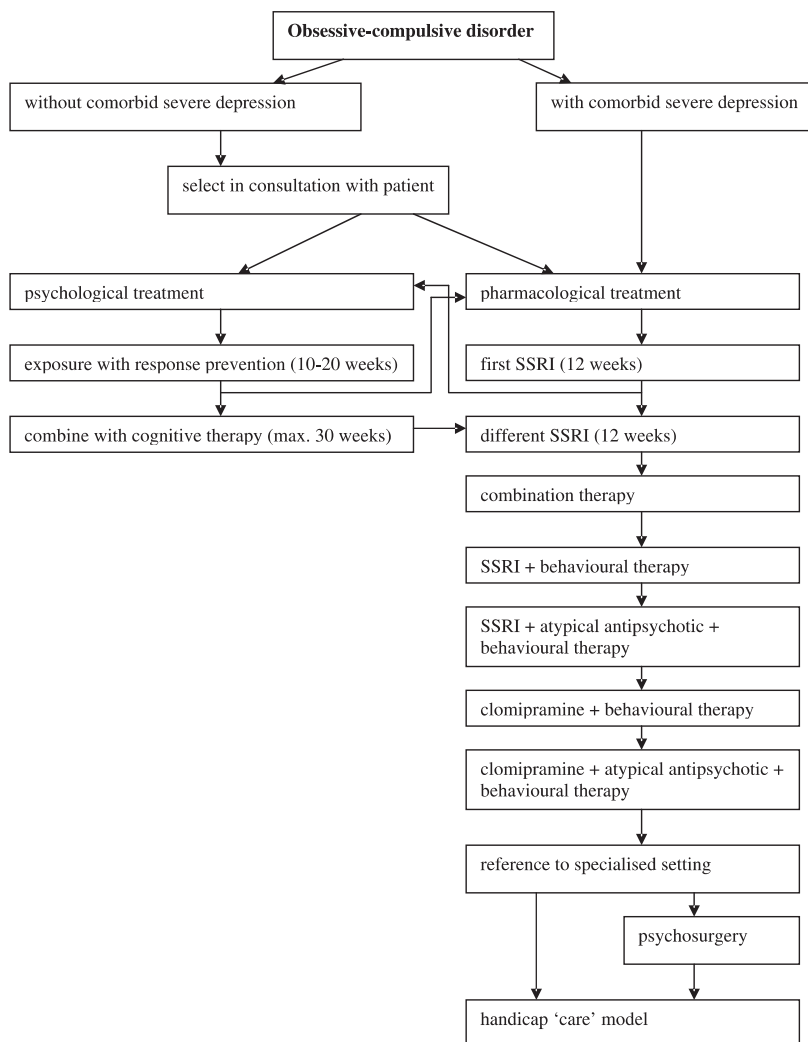 Obsessive-compulsive disorder
without comorbid severe depression
with comorbid severe depression
select in consultation with patient
psychological treatment
pharmacological treatment
exposure with response prevention (10-20 weeks)
first SSRI (12 weeks)
combine with cognitive therapy (max. 30 weeks)
different SSRI (12 weeks)
combination therapy
SSRI + behavioural therapy
SSRI + atypical antipsychotic +
behavioural therapy
clomipramine + behavioural therapy
clomipramine + atypical antipsychotic +
behavioural therapy
reference to specialised setting
psychosurgery
handicap ‘care’ model